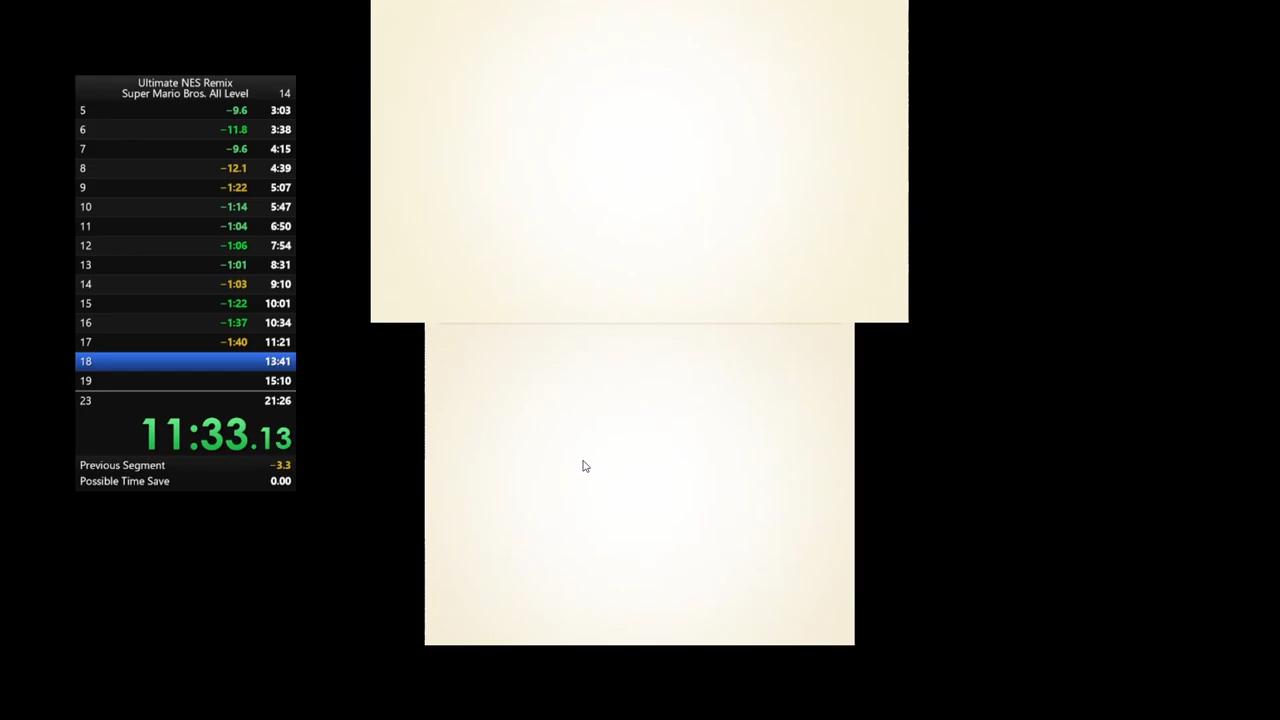 Ultimate NES Remix
Super Mario Bros. All Level 14
5 −9.6 3:03
6 −11.8 3:38
7 −9.6 4:15
8 −12.1 4:39
9 −1:22 5:07
10 −1:14 5:47
11 −1:04 6:50
12 −1:06 7:54
13 −1:01 8:31
14 −1:03 9:10
15 −1:22 10:01
16 −1:37 10:34
17 −1:40 11:21
18 13:41
19 15:10
23 21:26
11:33.13
Previous Segment −3.3
Possible Time Save 0.00